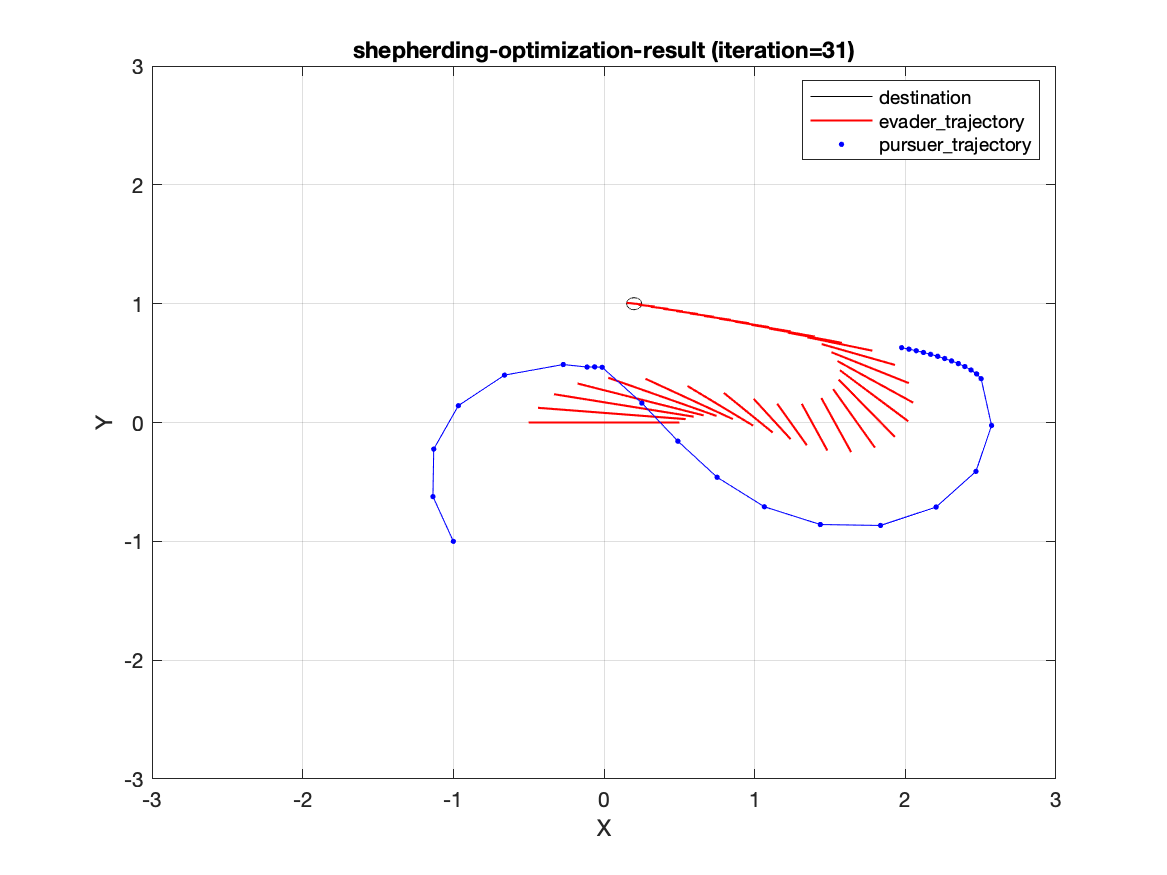 shepherding-optimization-result (iteration=31)
3
2
1
0
-1
-2
-3
Y
destination
evader_trajectory
pursuer_trajectory
-3 -2 -1 0 1 2 3
X